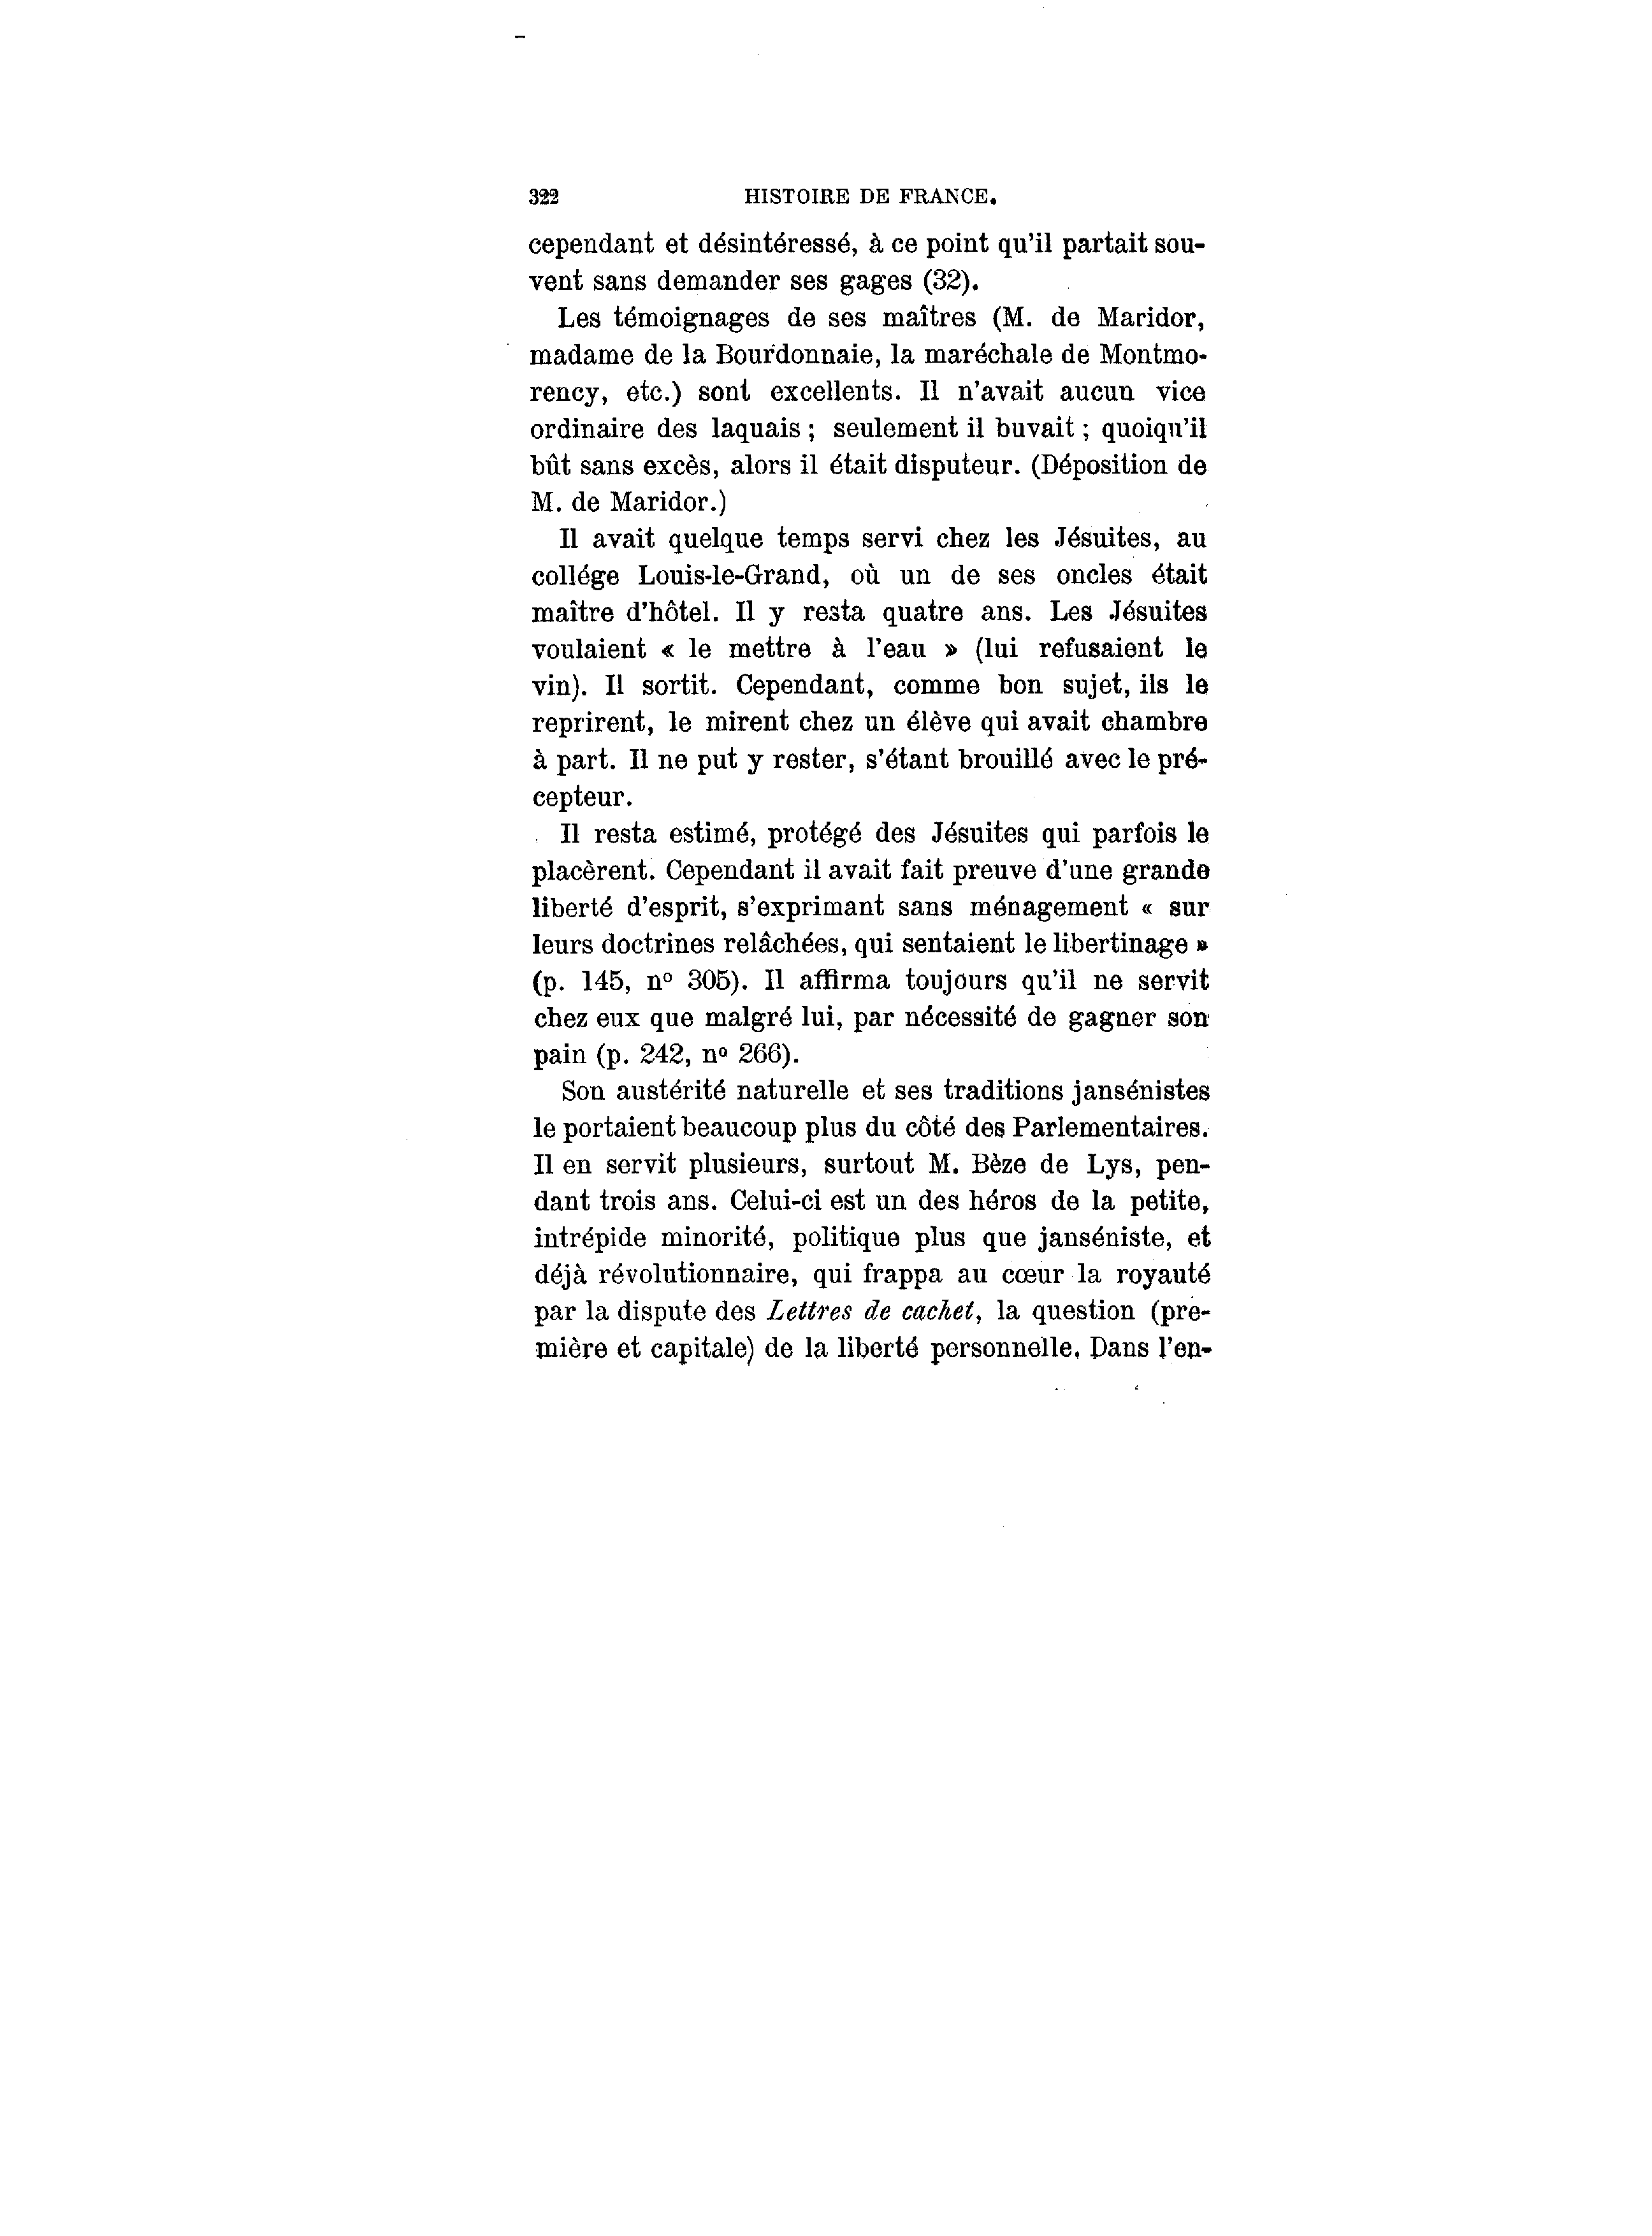 322 HISTOIRE DE FRANCE.
cependant et désintéressé, à ce point qu'il partait sou-
vent sans demander ses gages (32).
Les témoignages de ses maîtres (M. de Maridor,
madame de la Bourdonnaie, la maréchale de Montmo-
rency, etc.) sont excellents. Il n'avait aucun vice
ordinaire des laquais ; seulement il buvait ; quoiqu'il
bût sans excès, alors il était disputeur. (Déposition de
M. de Maridor.)
Il avait quelque temps servi chez les Jésuites, au
collége Louis-le-Grand, où un de ses oncles était
maître d'hôtel. Il y resta quatre ans. Les Jésuites
voulaient « le mettre à l'eau » (lui refusaient le
vin). Il sortit. Cependant, comme bon sujet, ils le
reprirent, le mirent chez un élève qui avait chambre
à part. Il ne put y rester, s'étant brouillé avec le pré-
cepteur.
Il resta estimé, protégé des Jésuites qui parfois le
placèrent. Cependant il avait fait preuve d'une grande
liberté d'esprit, s'exprimant sans ménagement « sur
leurs doctrines relâchées, qui sentaient le libertinage »
(p. 145, nº 305). Il affirma toujours qu'il ne servit
chez eux que malgré lui, par nécessité de gagner son
pain (p. 242, nº 266).
Son austérité naturelle et ses traditions jansénistes
le portaient beaucoup plus du côté des Parlementaires.
Il en servit plusieurs, surtout M. Bèze de Lys, pen-
dant trois ans. Celui-ci est un des héros de la petite,
intrépide minorité, politique plus que janséniste, et
déjà révolutionnaire, qui frappa au cœur la royauté
par la dispute des Lettres de cachet, la question (pre-
mière et capitale) de la liberté personnelle. Dans l'en-